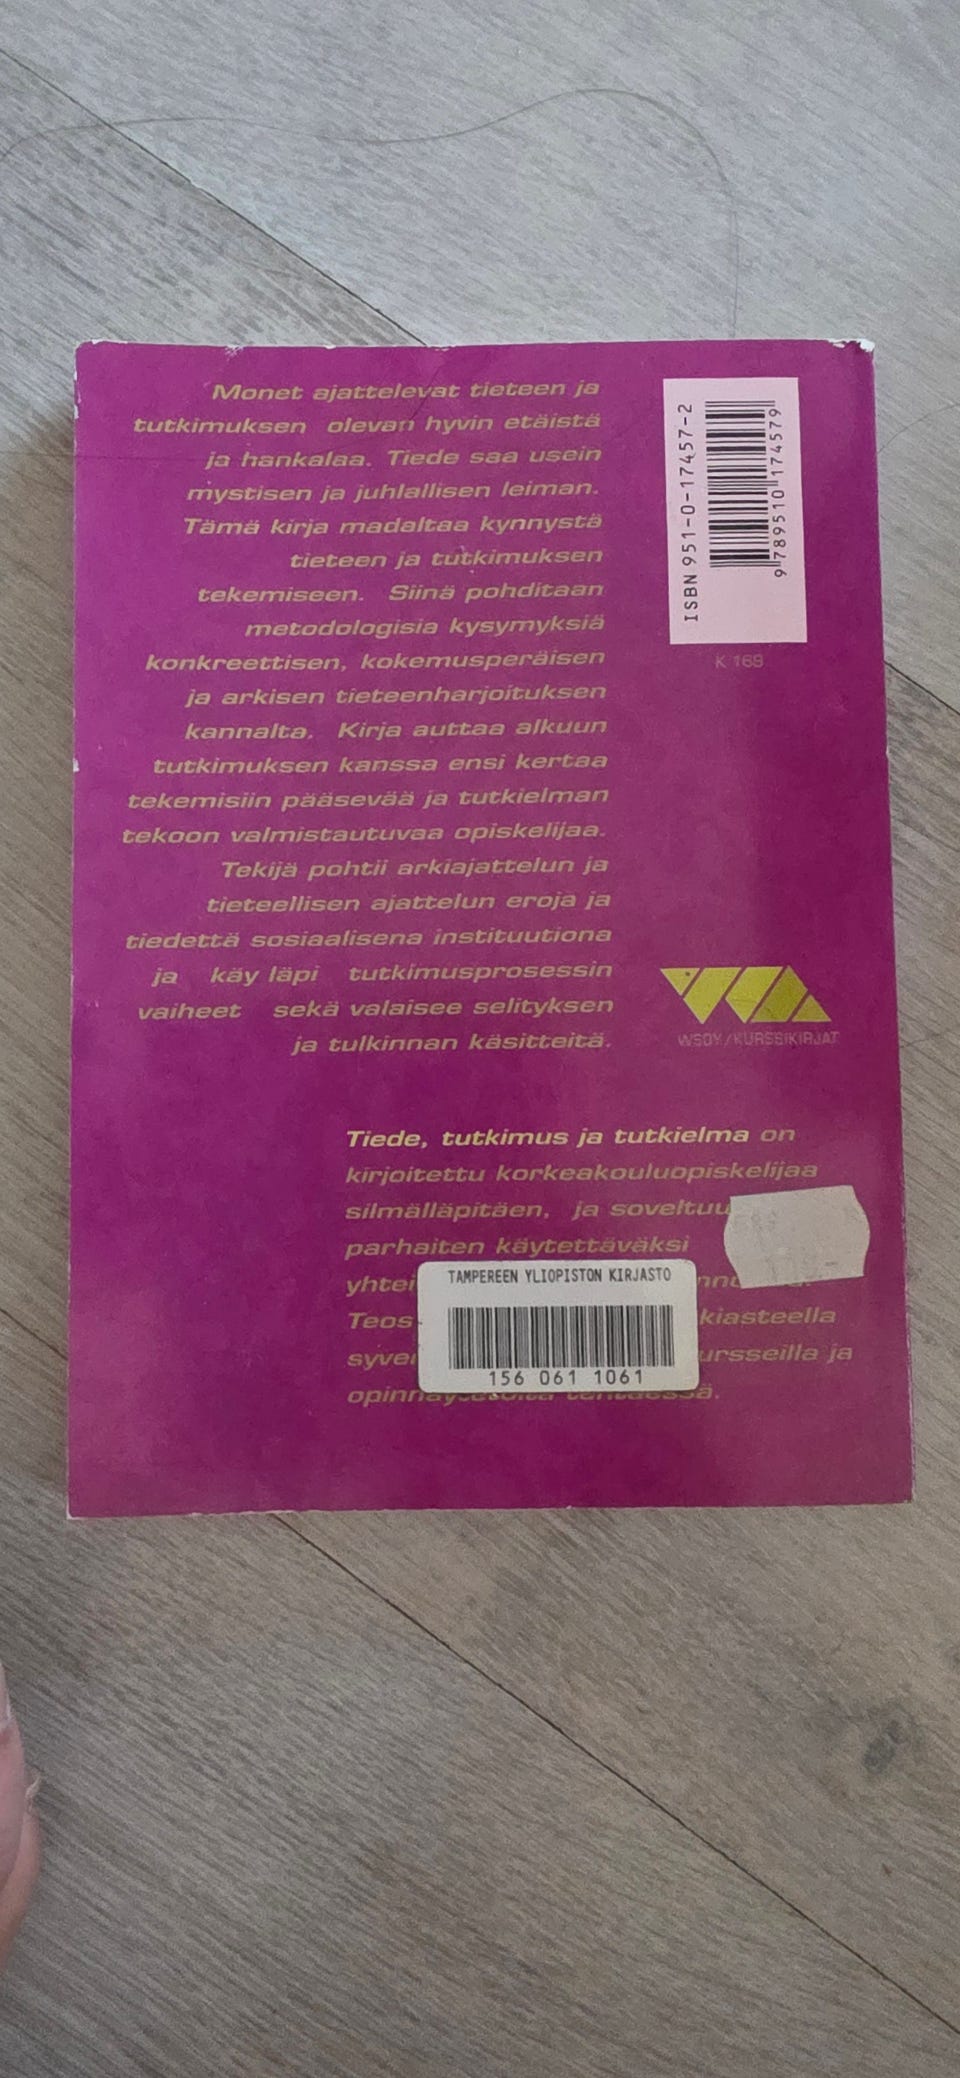 Monet ajattelevat tieteen ja
tutkimuksen olevan hyvin etäistä
ja hankalaa. Tiede saa usein
mystisen ja juhlallisen leiman.
Tämä kirja madaltaa kynnystä
tieteen ja tutkimuksen
tekemiseen. Siinä pohditaan
metodologisia kysymyksiä
konkreettisen, kokemusperäisen
ja arkisen tieteenharjoituksen
kannalta. Kirja auttaa alkuun
tutkimuksen kanssa ensi kertaa
tekemisiin pääsevää ja tutkielman
tekoon valmistautuvaa opiskelijaa.
Tekijä pohtii arkiajattelun ja
tieteellisen ajattelun eroja ja
tiedettä sosiaalisena instituutiona
ja käy läpi tutkimusprosessin
vaiheet sekä valaisee selityksen
ja tulkinnan käsitteitä.
ISBN 951-0-17457-2
9 789510 174579
K 169
WSOY/KURSSIKIRJAT
Tiede, tutkimus ja tutkielma on
kirjoitettu korkeakouluopiskelijaa
silmälläpitäen, ja soveltuu
parhaiten käytettäväksi
Teos
ja
TAMPEREEN YLIOPISTON KIRJASTO
156 061 1061